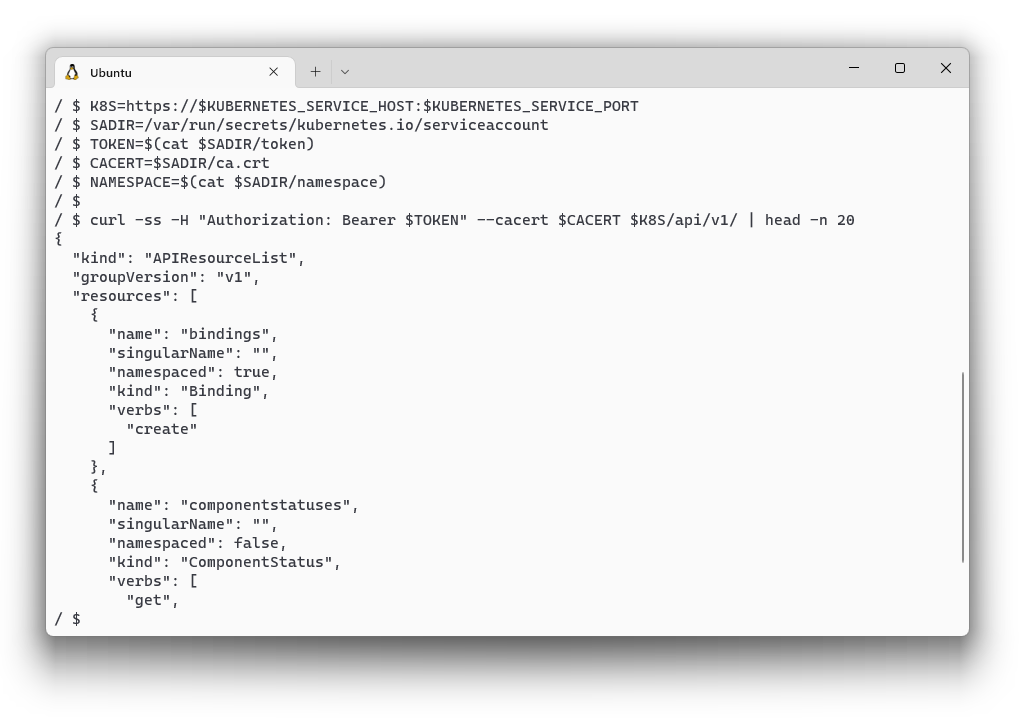 Ubuntu
/ $ K8S=https://$KUBERNETES_SERVICE_HOST:$KUBERNETES_SERVICE_PORT
/ $ SADIR=/var/run/secrets/kubernetes.io/serviceaccount
/ $ TOKEN=$(cat $SADIR/token)
/ $ CACERT=$SADIR/ca.crt
/ $ NAMESPACE=$(cat $SADIR/namespace)
/ $
/ $ curl -ss -H "Authorization: Bearer $TOKEN" --cacert $CACERT $K8S/api/v1/ | head -n 20
{
  "kind": "APIResourceList",
  "groupVersion": "v1",
  "resources": [
    {
      "name": "bindings",
      "singularName": "",
      "namespaced": true,
      "kind": "Binding",
      "verbs": [
        "create"
      ]
    },
    {
      "name": "componentstatuses",
      "singularName": "",
      "namespaced": false,
      "kind": "ComponentStatus",
      "verbs": [
        "get",
/ $